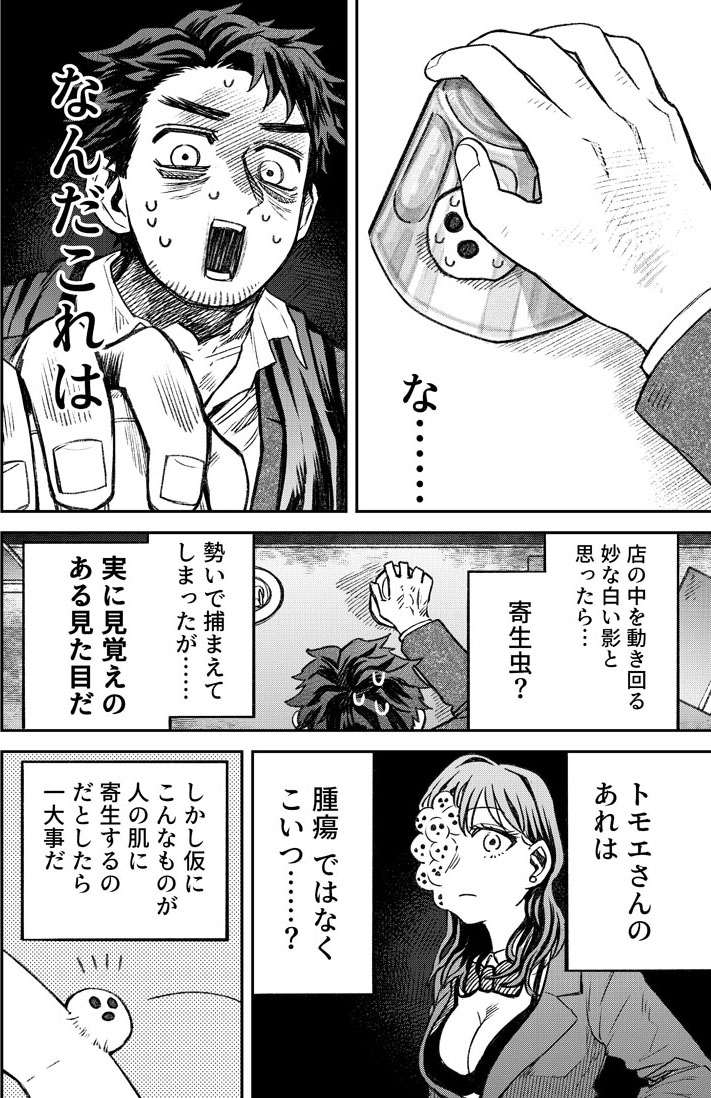 な……
なんだこれは
店の中を動き回る
妙な白い影と
思ったら…
寄生虫?
勢いで捕まえて
しまったが……
実に見覚えの
ある見た目だ
トモエさんの
あれは
腫瘍 ではなく
こいつ……?
しかし仮に
こんなものが
人の肌に
寄生するの
だとしたら
一大事だ